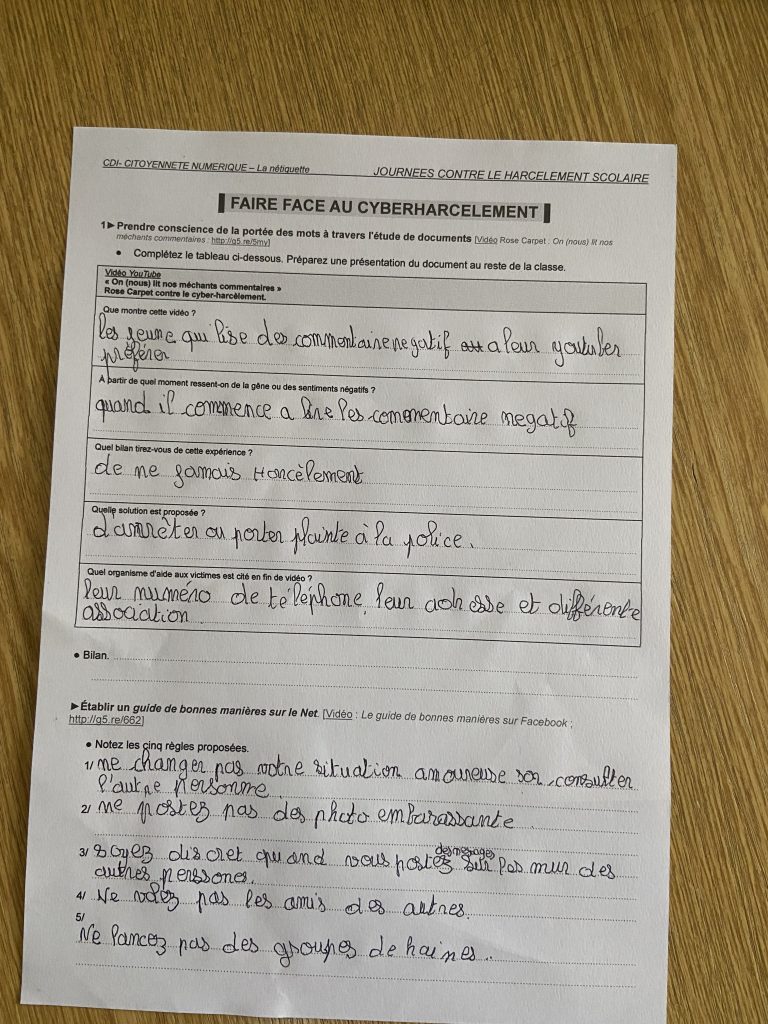 CDI- CITOYENNETE NUMERIQUE – La nétiquette
JOURNEES CONTRE LE HARCELEMENT SCOLAIRE
FAIRE FACE AU CYBERHARCELEMENT
1► Prendre conscience de la portée des mots à travers l'étude de documents [Vidéo Rose Carpet : On (nous) lit nos
méchants commentaires : http://q5.re/5my]
• Complétez le tableau ci-dessous. Préparez une présentation du document au reste de la classe.
Vidéo YouTube
« On (nous) lit nos méchants commentaires »
Rose Carpet contre le cyber-harcèlement.
Que montre cette vidéo ?
les jeune qui lise des commentaire negatif a leur youtuber
préférer
A partir de quel moment ressent-on de la gêne ou des sentiments négatifs ?
quand il commence a lire les commentaire negatif
Quel bilan tirez-vous de cette expérience ?
de ne jamais Harcèlement
Quelle solution est proposée ?
d'arrrêter ou porter plainte à la police.
Quel organisme d'aide aux victimes est cité en fin de vidéo ?
leur numéro de téléphone, leur adresse et différente
association.
• Bilan.
►Établir un guide de bonnes manières sur le Net. [Vidéo : Le guide de bonnes manières sur Facebook ;
http://q5.re/662]
• Notez les cinq règles proposées.
1/ ne changer pas votre situation amoureuse son consulter
l'autre personne.
2/ ne postez pas des photo embarassante.
3/ soyez discret quand vous postez des messages sur pas mur des
autres perssones.
4/ Ne volez pas les amis des autres.
5/
Ne lancez pas des groupes de haines.